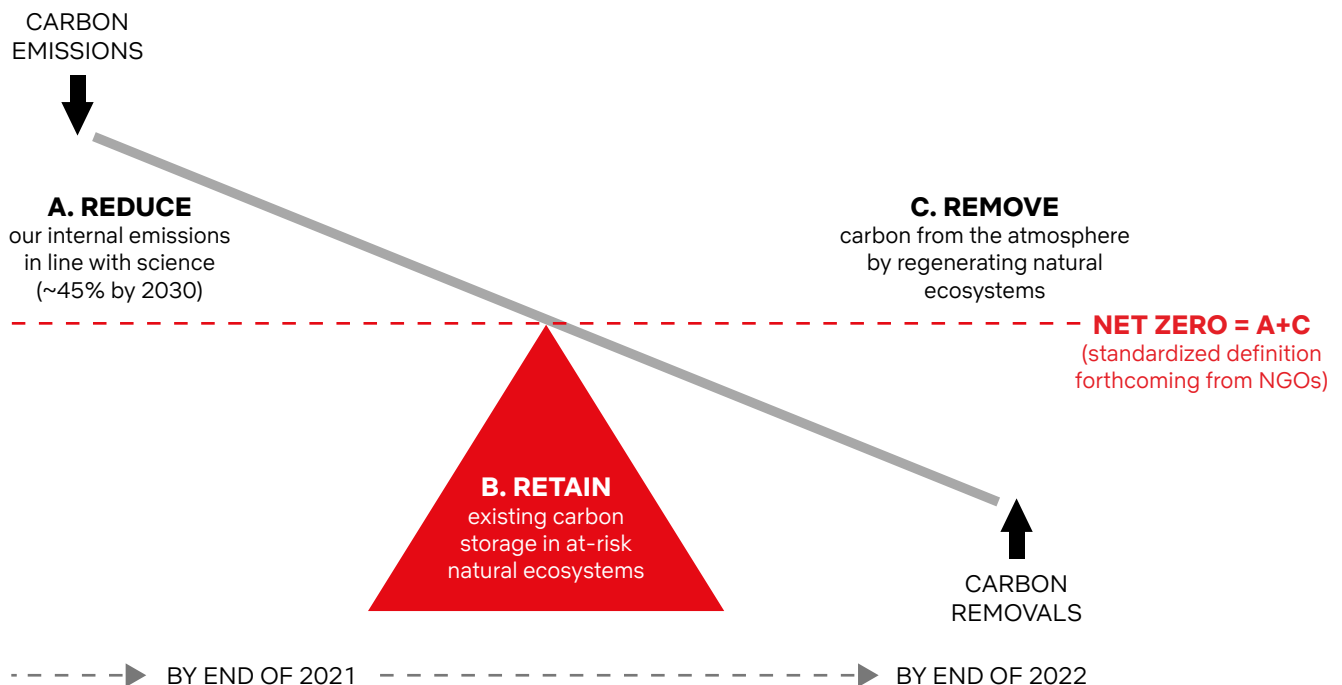 CARBON
EMISSIONS
A. REDUCE
our internal emissions
in line with science
(~45% by 2030)
C. REMOVE
carbon from the atmosphere
by regenerating natural
ecosystems
NET ZERO = A+C
(standardized definition
forthcoming from NGOs)
B. RETAIN
existing carbon
storage in at-risk
natural ecosystems
CARBON
REMOVALS
BY END OF 2021
BY END OF 2022